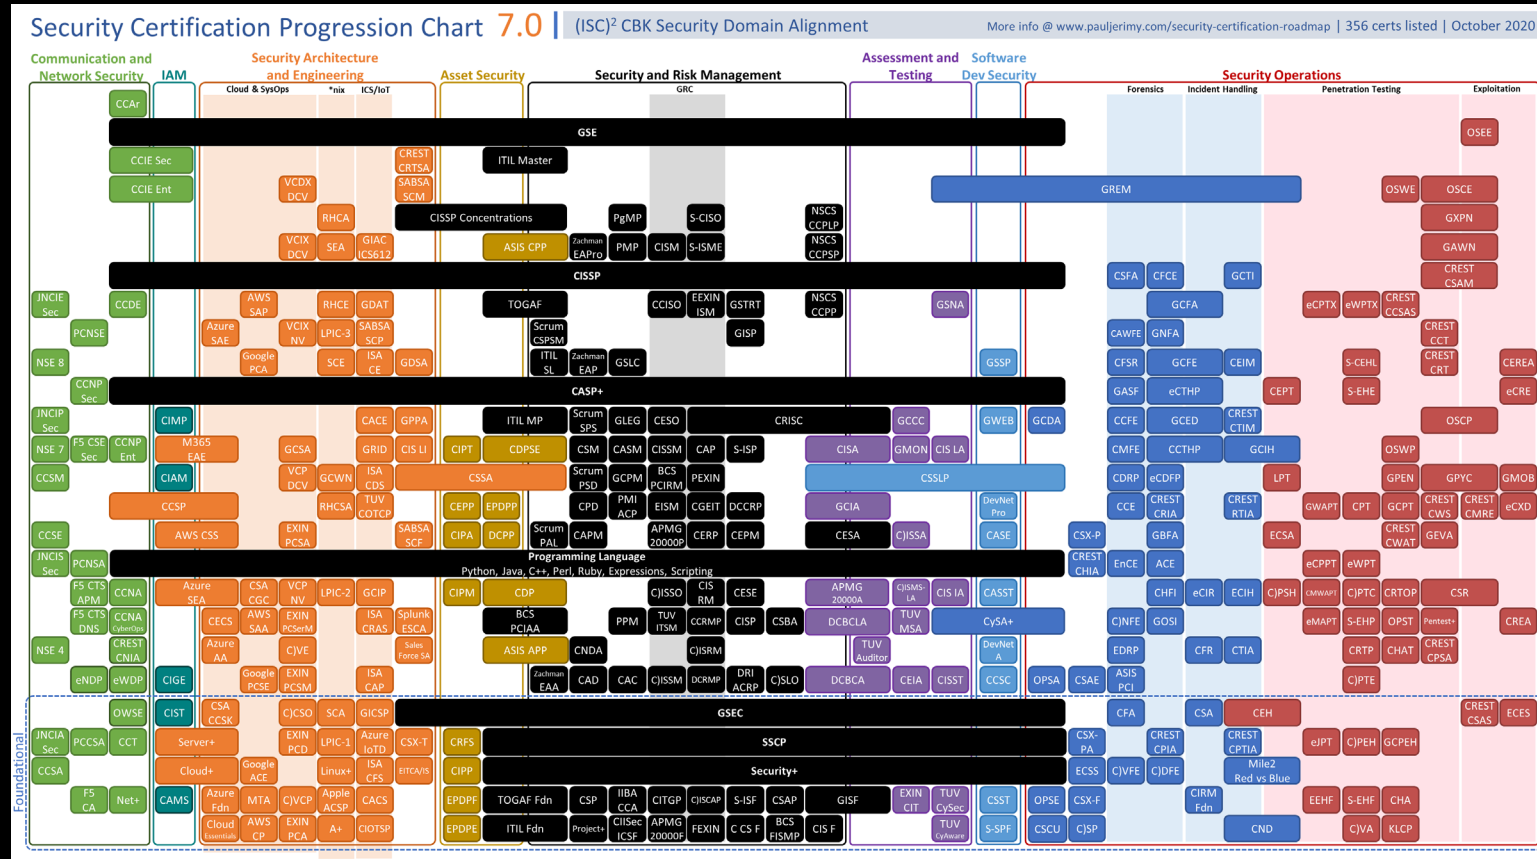 Security Certification Progression Chart 7.0 | (ISC)² CBK Security Domain Alignment
More info @ www.pauljerimy.com/security-certification-roadmap | 356 certs listed | October 2020
Communication and
Network Security
IAM
Security Architecture
and Engineering
Asset Security
Security and Risk Management
Assessment and
Testing
Software
Dev Security
Security Operations
Cloud & SysOps
*nix
ICS/IoT
GRC
Forensics
Incident Handling
Penetration Testing
Exploitation
CCAr
GSE
OSEE
CCIE Sec
CREST
CRTSA
ITIL Master
CCIE Ent
VCDX
DCV
SABSA
SCM
GREM
OSWE
OSCE
RHCA
CISSP Concentrations
PgMP
S-CISO
NSCS
CCPLP
GXPN
VCIX
DCV
SEA
GIAC
ICS612
ASIS CPP
Zachman
EAPro
PMP
CISM
S-ISME
NSCS
CCPSP
GAWN
CISSP
CSFA
CFCE
GCTI
CREST
CSAM
JNCIE
Sec
CCDE
AWS
SAP
RHCE
GDAT
TOGAF
CCISO
EEXIN
ISM
GSTRT
NSCS
CCPP
GSNA
GCFA
eCPTX
eWPTX
CREST
CCSAS
PCNSE
Azure
SAE
VCIX
NV
LPIC-3
SABSA
SCP
Scrum
CSPSM
GISP
CAWFE
GNFA
CREST
CCT
NSE 8
Google
PCA
SCE
ISA
CE
GDSA
ITIL
SL
Zachman
EAP
GSLC
GSSP
CFSR
GCFE
CEIM
S-CEHL
CREST
CRT
CEREA
CCNP
Sec
CASP+
GASF
eCTHP
CEPT
S-EHE
eCRE
JNCIP
Sec
CIMP
CACE
GPPA
ITIL MP
Scrum
SPS
GLEG
CESO
CRISC
GCCC
GWEB
GCDA
CCFE
GCED
CREST
CTIM
OSCP
NSE 7
F5 CSE
Sec
CCNP
Ent
M365
EAE
GCSA
GRID
CIS LI
CIPT
CDPSE
CSM
CASM
CISSM
CAP
S-ISP
CISA
GMON
CIS LA
CMFE
CCTHP
GCIH
OSWP
CCSM
CIAM
VCP
DCV
GCWN
ISA
CDS
CSSA
Scrum
PSD
GCPM
BCS
PCIRM
PEXIN
CSSLP
CDRP
eCDFP
LPT
GPEN
GPYC
GMOB
CCSP
RHCSA
TUV
COTCP
CEPP
EPDPP
CPD
PMI
ACP
EISM
CGEIT
DCCRP
GCIA
DevNet
Pro
CCE
CREST
CRIA
CREST
RTIA
GWAPT
CPT
GCPT
CREST
CWS
CREST
CMRE
eCXD
CCSE
AWS CSS
EXIN
PCSA
SABSA
SCF
CIPA
DCPP
Scrum
PAL
CAPM
APMG
20000P
CERP
CEPM
CESA
C)ISSA
CASE
CSX-P
GBFA
ECSA
CREST
CWAT
GEVA
JNCIS
Sec
PCNSA
Programming Language
Python, Java, C++, Perl, Ruby, Expressions, Scripting
CREST
CHIA
EnCE
ACE
eCPPT
eWPT
F5 CTS
APM
CCNA
Azure
SEA
CSA
CGC
VCP
NV
LPIC-2
GCIP
CIPM
CDP
C)ISSO
CIS
RM
CESE
APMG
20000A
C)ISMS-
LA
CIS IA
CASST
CHFI
eCIR
ECIH
C)PSH
CMWAPT
C)PTC
CRTOP
CSR
F5 CTS
DNS
CCNA
CyberOps
CECS
AWS
SAA
EXIN
PCSerM
ISA
CRAS
Splunk
ESCA
BCS
PCIAA
PPM
TUV
ITSM
CCRMP
CISP
CSBA
DCBCLA
TUV
MSA
CySA+
C)NFE
GOSI
eMAPT
S-EHP
OPST
Pentest+
CREA
NSE 4
CREST
CNIA
Azure
AA
C)VE
Sales
Force SA
ASIS APP
CNDA
C)ISRM
TUV
Auditor
DevNet
A
EDRP
CFR
CTIA
CRTP
CHAT
CREST
CPSA
eNDP
eWDP
CIGE
Google
PCSE
EXIN
PCSM
ISA
CAP
Zachman
EAA
CAD
CAC
C)ISSM
DCRMP
DRI
ACRP
C)SLO
DCBCA
CEIA
CISST
CCSC
OPSA
CSAE
ASIS
PCI
C)PTE
Foundational
OWSE
CIST
CSA
CCSK
C)CSO
SCA
GICSP
GSEC
CFA
CSA
CEH
CREST
CSAS
ECES
JNCIA
Sec
PCCSA
CCT
Server+
EXIN
PCD
LPIC-1
Azure
IoTD
CSX-T
CRFS
SSCP
CSX-
PA
CREST
CPIA
CREST
CPTIA
eJPT
C)PEH
GCPEH
CCSA
Cloud+
Google
ACE
Linux+
ISA
CFS
EITCA/IS
CIPP
Security+
ECSS
C)VFE
C)DFE
Mile2
Red vs Blue
F5
CA
Net+
CAMS
Azure
Fdn
MTA
C)VCP
Apple
ACSP
CACS
EPDPF
TOGAF Fdn
CSP
IIBA
CCA
CITGP
C)ISCAP
S-ISF
CSAP
GISF
EXIN
CIT
TUV
CySec
CSST
OPSE
CSX-F
CIRM
Fdn
EEHF
S-EHF
CHA
Cloud
Essentials
AWS
CP
EXIN
PCA
A+
CIOTSP
EPDPE
ITIL Fdn
Project+
CIISec
ICSF
APMG
20000F
FEXIN
C CS F
BCS
FISMP
CIS F
TUV
CyAware
S-SPF
CSCU
C)SP
CND
C)VA
KLCP